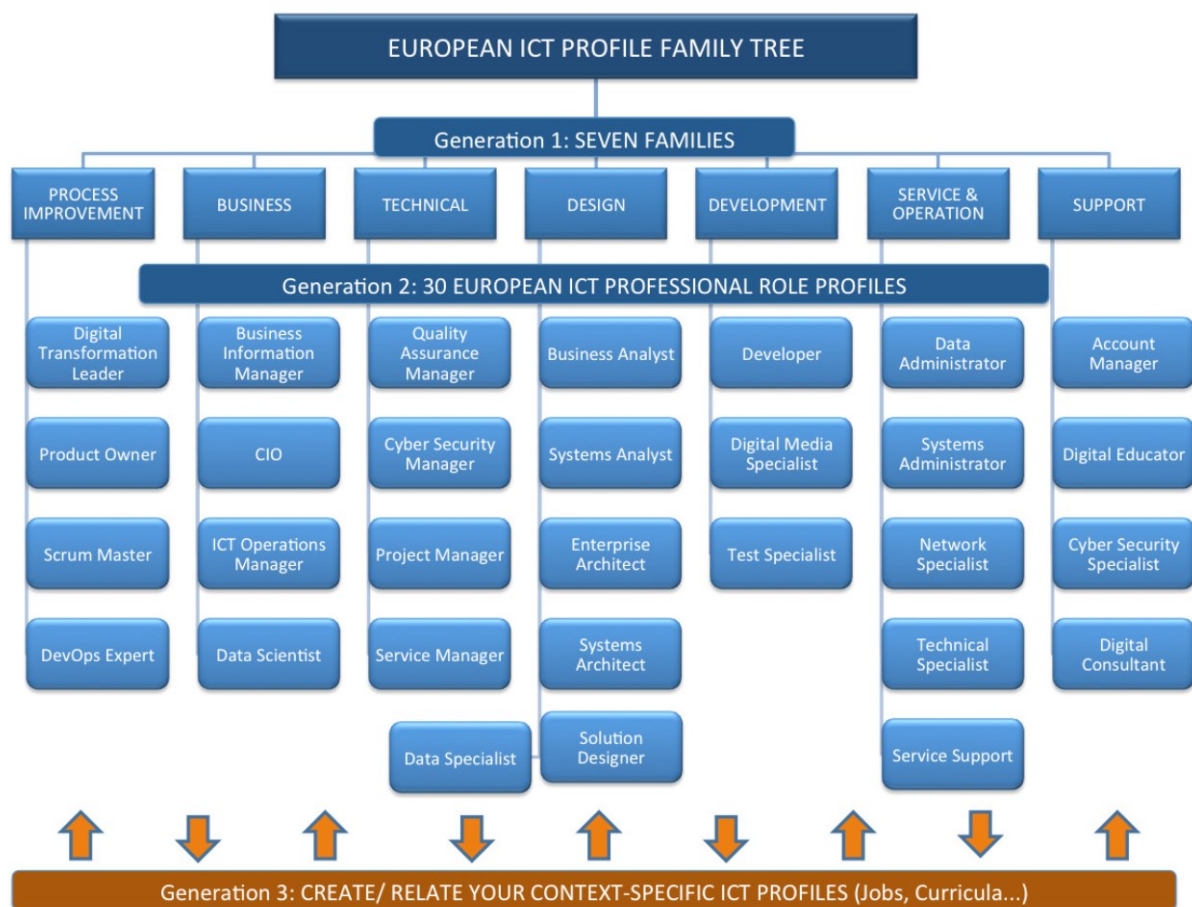 EUROPEAN ICT PROFILE FAMILY TREE
Generation 1: SEVEN FAMILIES
PROCESS
IMPROVEMENT
BUSINESS
TECHNICAL
DESIGN
DEVELOPMENT
SERVICE &
OPERATION
SUPPORT
Generation 2: 30 EUROPEAN ICT PROFESSIONAL ROLE PROFILES
Digital
Transformation
Leader
Business
Information
Manager
Quality
Assurance
Manager
Business Analyst
Developer
Data
Administrator
Account
Manager
Product Owner
CIO
Cyber Security
Manager
Systems Analyst
Digital Media
Specialist
Systems
Administrator
Digital Educator
Scrum Master
ICT Operations
Manager
Project Manager
Enterprise
Architect
Test Specialist
Network
Specialist
Cyber Security
Specialist
DevOps Expert
Data Scientist
Service Manager
Systems
Architect
Technical
Specialist
Digital
Consultant
Data Specialist
Solution
Designer
Service Support
Generation 3: CREATE/ RELATE YOUR CONTEXT-SPECIFIC ICT PROFILES (Jobs, Curricula...)